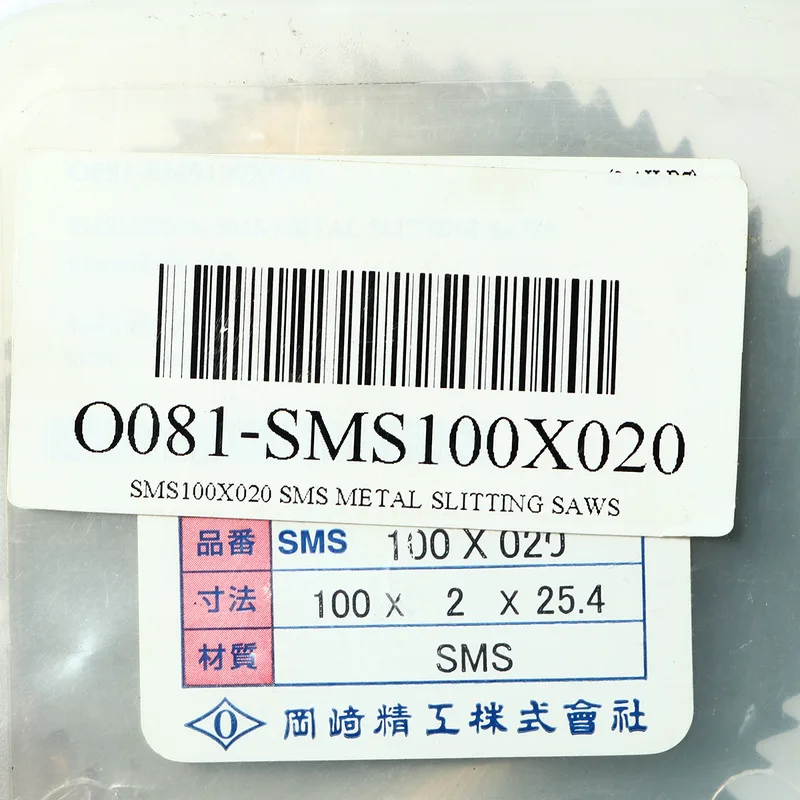 O081-SMS100X020
SMS100X020 SMS METAL SLITTING SAWS
品番 SMS 100 X 020
寸法 100 x 2 x 25.4
材質 SMS
O 岡崎精工株式會社